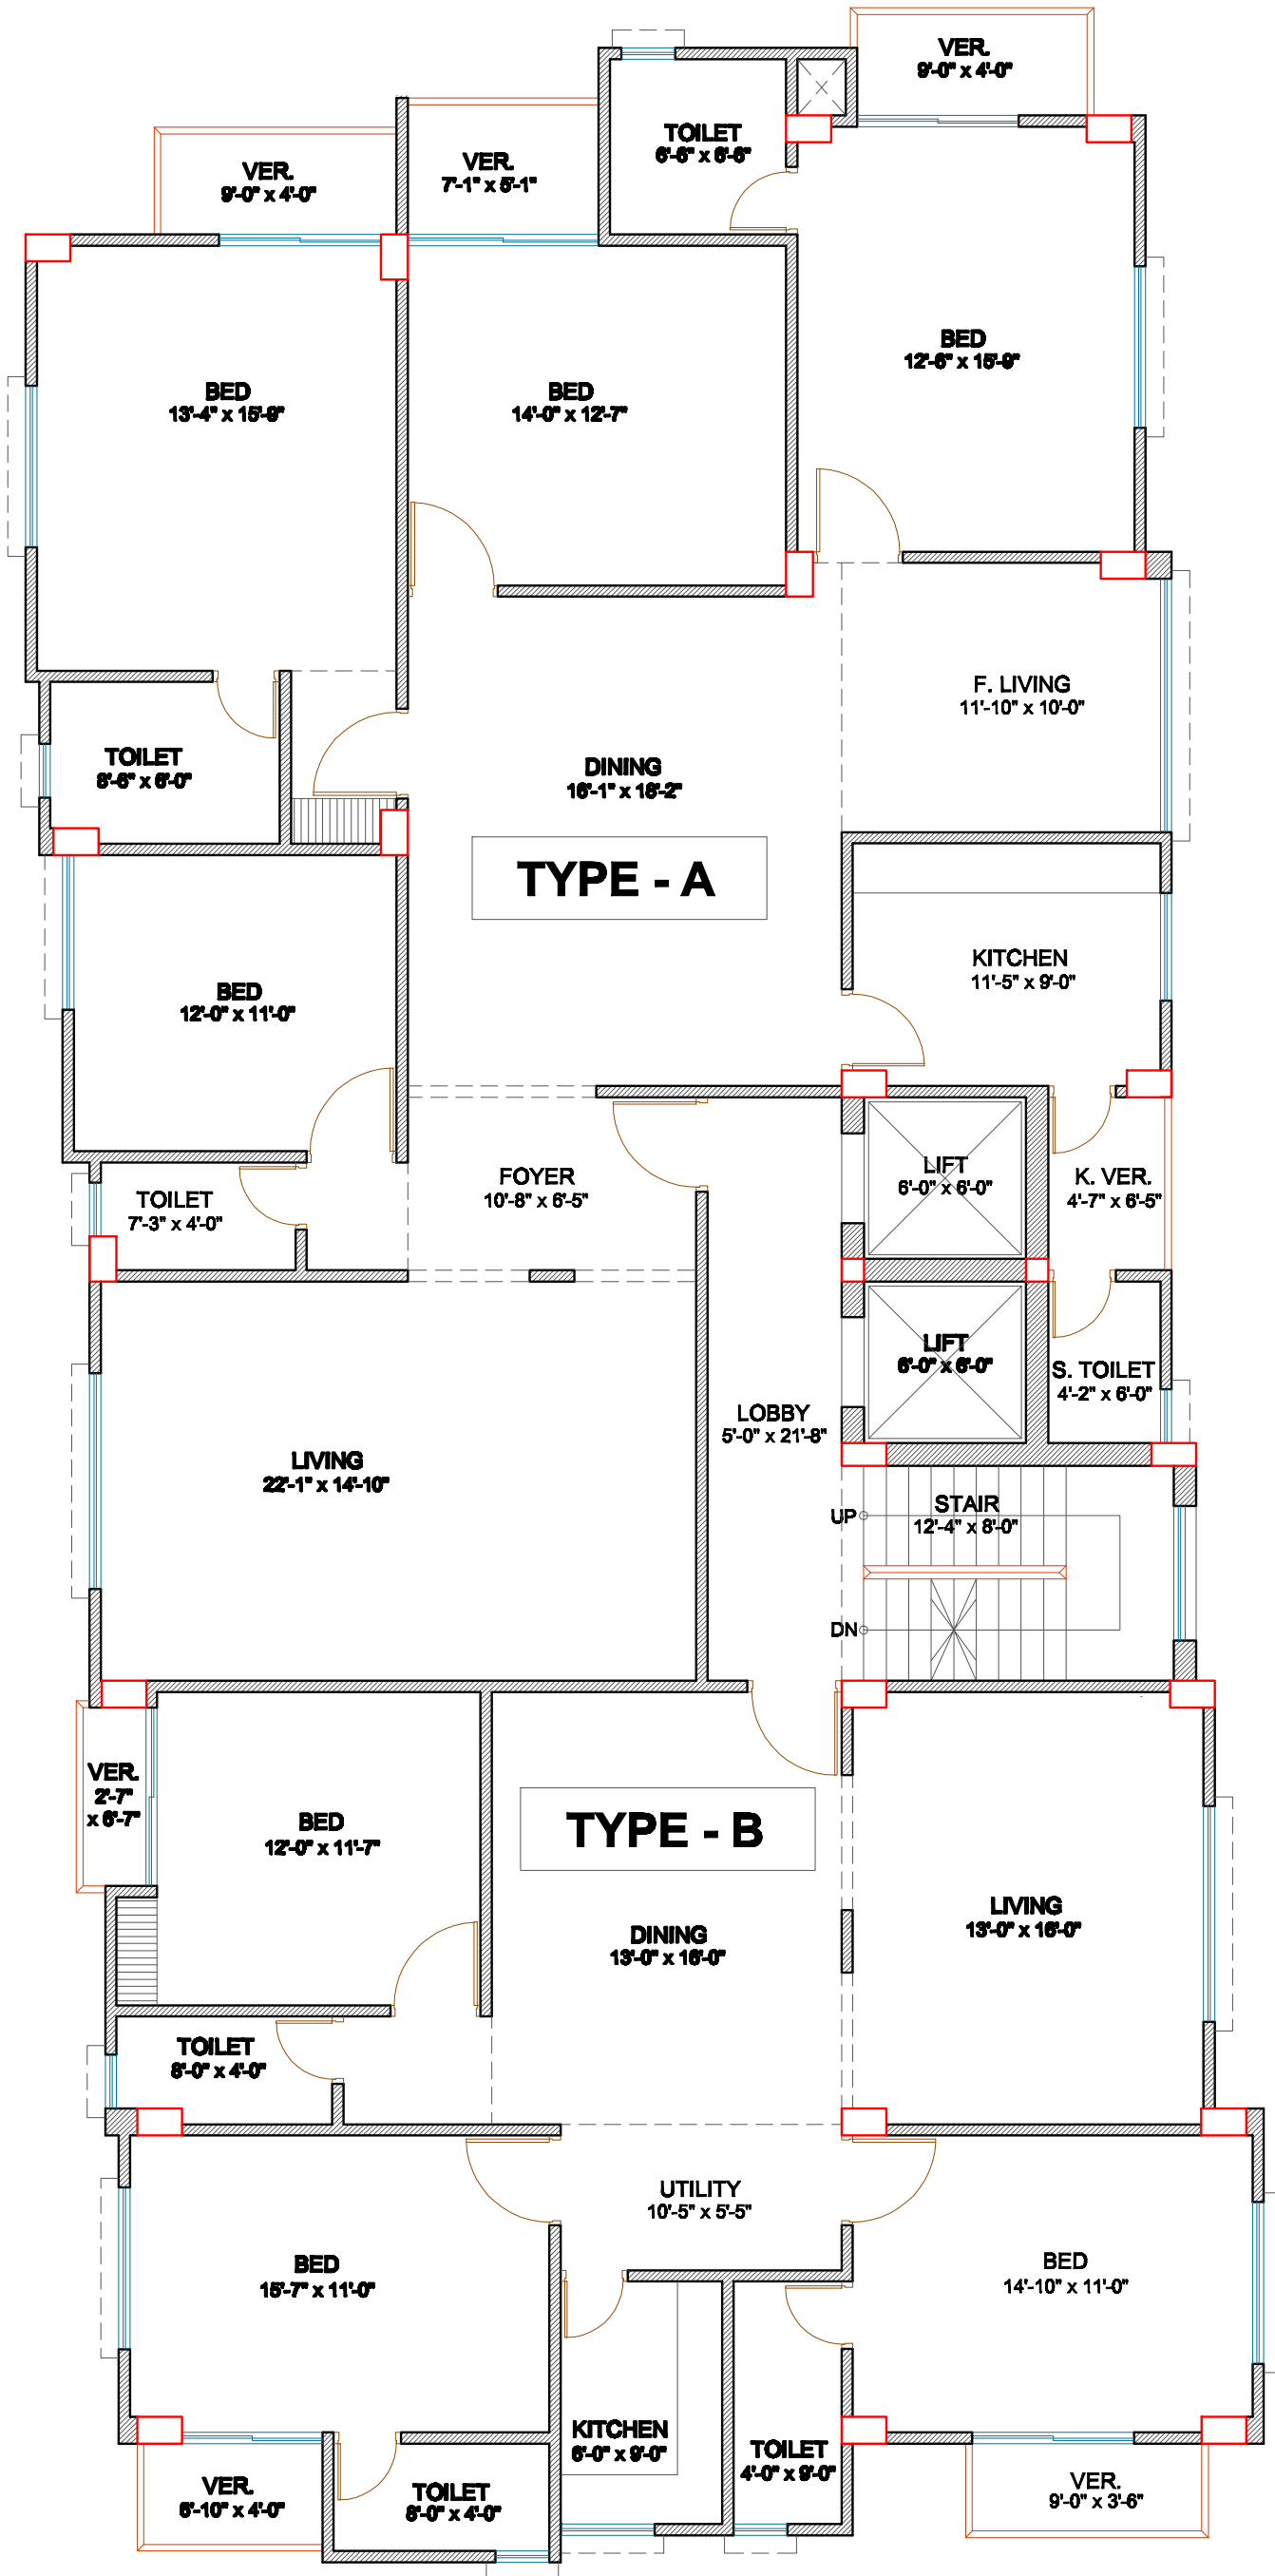 VER.
9'-0" x 4'-0"
TOILET
6'-6" x 6'-6"
VER.
7'-1" x 5'-1"
VER.
9'-0" x 4'-0"
BED
12'-6" x 15'-9"
BED
13'-4" x 15'-9"
BED
14'-0" x 12'-7"
F. LIVING
11'-10" x 10'-0"
TOILET
8'-6" x 6'-0"
DINING
16'-1" x 18'-2"
TYPE - A
KITCHEN
11'-5" x 9'-0"
BED
12'-0" x 11'-0"
FOYER
10'-8" x 6'-5"
LIFT
6'-0" x 6'-0"
K. VER.
4'-7" x 6'-5"
TOILET
7'-3" x 4'-0"
LIFT
6'-0" x 6'-0"
S. TOILET
4'-2" x 6'-0"
LOBBY
5'-0" x 21'-8"
LIVING
22'-1" x 14'-10"
STAIR
12'-4" x 8'-0"
UP
DN
VER.
2'-7"
x 6'-7"
BED
12'-0" x 11'-7"
TYPE - B
LIVING
13'-0" x 16'-0"
DINING
13'-0" x 16'-0"
TOILET
8'-0" x 4'-0"
UTILITY
10'-5" x 5'-5"
BED
15'-7" x 11'-0"
BED
14'-10" x 11'-0"
KITCHEN
6'-0" x 9'-0"
TOILET
4'-0" x 9'-0"
VER.
6'-10" x 4'-0"
TOILET
8'-0" x 4'-0"
VER.
9'-0" x 3'-6"